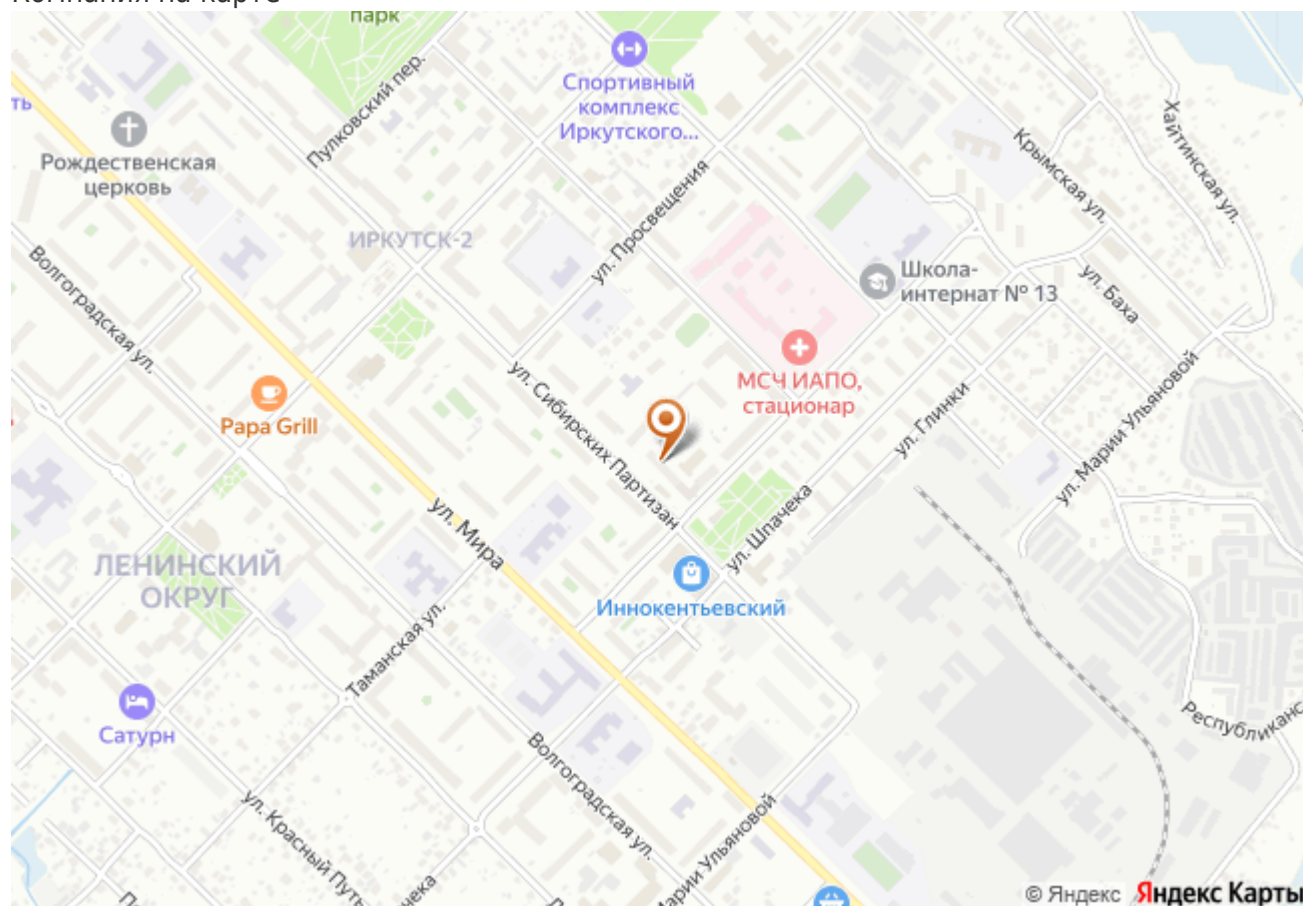 парк
Спортивный
комплекс
Иркутского...
Пулковский пер.
Хайтинская ул.
ть
Рождественская
церковь
Крымская ул.
ИРКУТСК-2
ул. Просвещения
Волгоградская ул.
Школа-
интернат № 13
ул. Баха
МСЧ ИАПО,
стационар
ул. Сибирских Партизан
Papa Grill
ул. Глинки
ул. Марии Ульяновой
ул. Мира
ул. Шпачека
ЛЕНИНСКИЙ
ОКРУГ
Иннокентьевский
Таманская ул.
Сатурн
Республиканс
Волгоградская ул.
ул. Красный Путь
Марии Ульяновой
© Яндекс Яндекс Карты